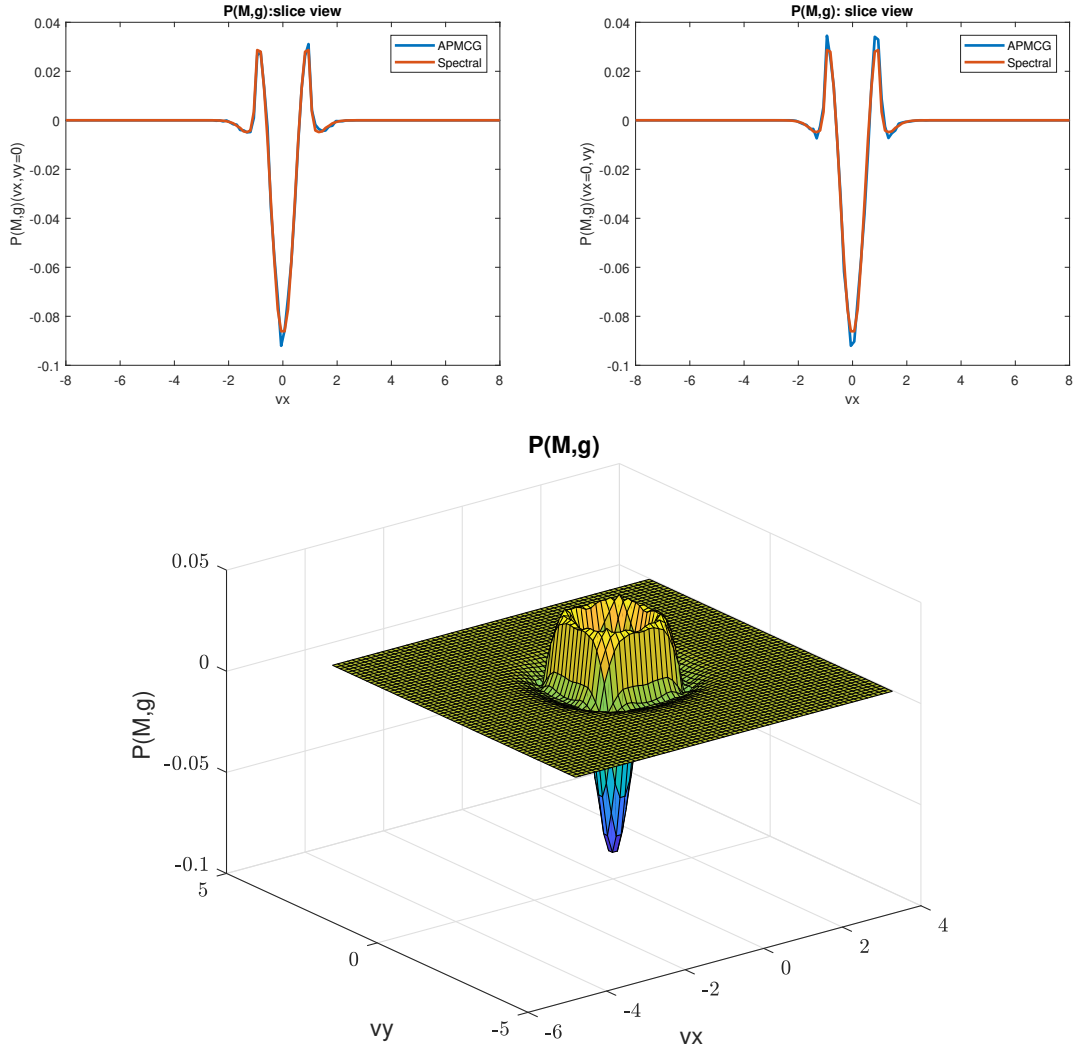 P(M,g):slice view
0.04
0.02
0
-0.02
-0.04
-0.06
-0.08
-0.1
P(M,g)(vx,vy=0)
-8 -6 -4 -2 0 2 4 6 8
vx
APMCG
Spectral
P(M,g): slice view
0.04
0.02
0
-0.02
-0.04
-0.06
-0.08
-0.1
P(M,g)(vx=0,vy)
-8 -6 -4 -2 0 2 4 6 8
vx
APMCG
Spectral
P(M,g)
0.05
0
-0.05
-0.1
P(M,g)
5
0
-5
vy
-6
-4
-2
0
2
4
vx